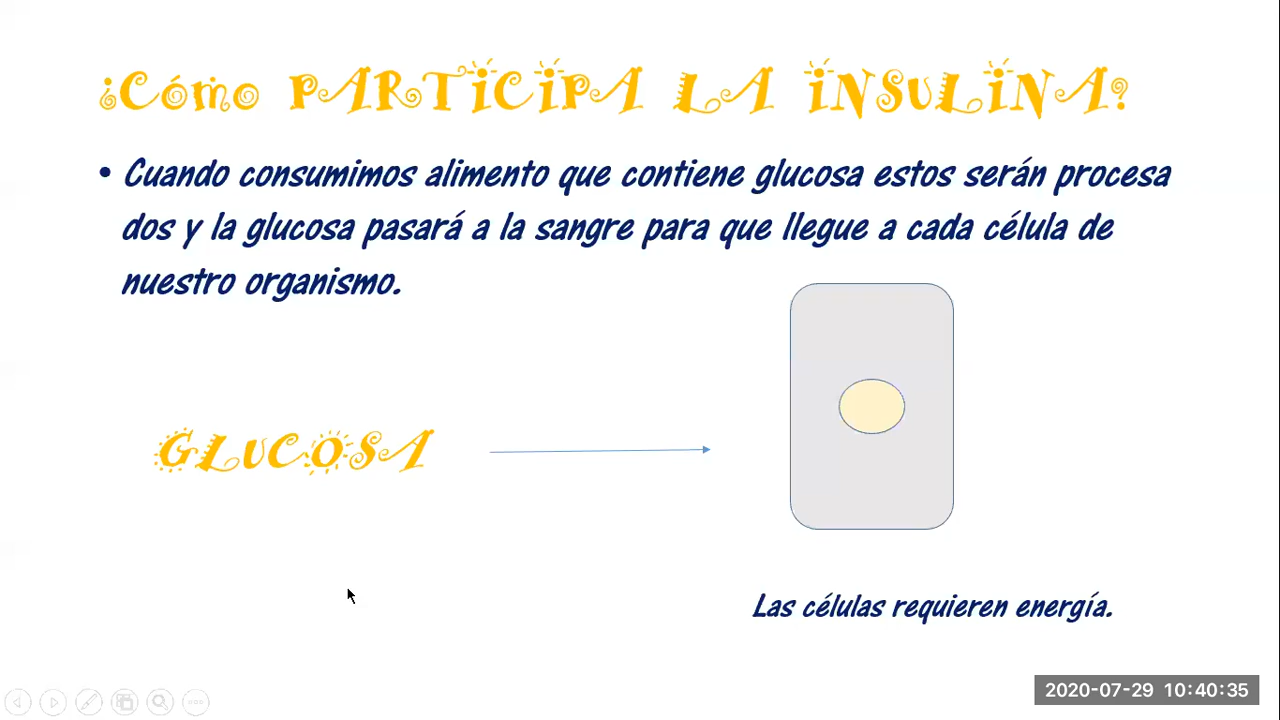 ¿Cómo PARTICIPA LA INSULINA?
• Cuando consumimos alimento que contiene glucosa estos serán procesa
dos y la glucosa pasará a la sangre para que llegue a cada célula de
nuestro organismo.
GLUCOSA
Las células requieren energía.
2020-07-29 10:40:35